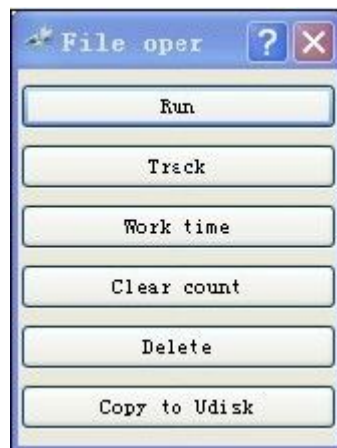 File oper ?
Run
Track
Work time
Clear count
Delete
Copy to Udisk